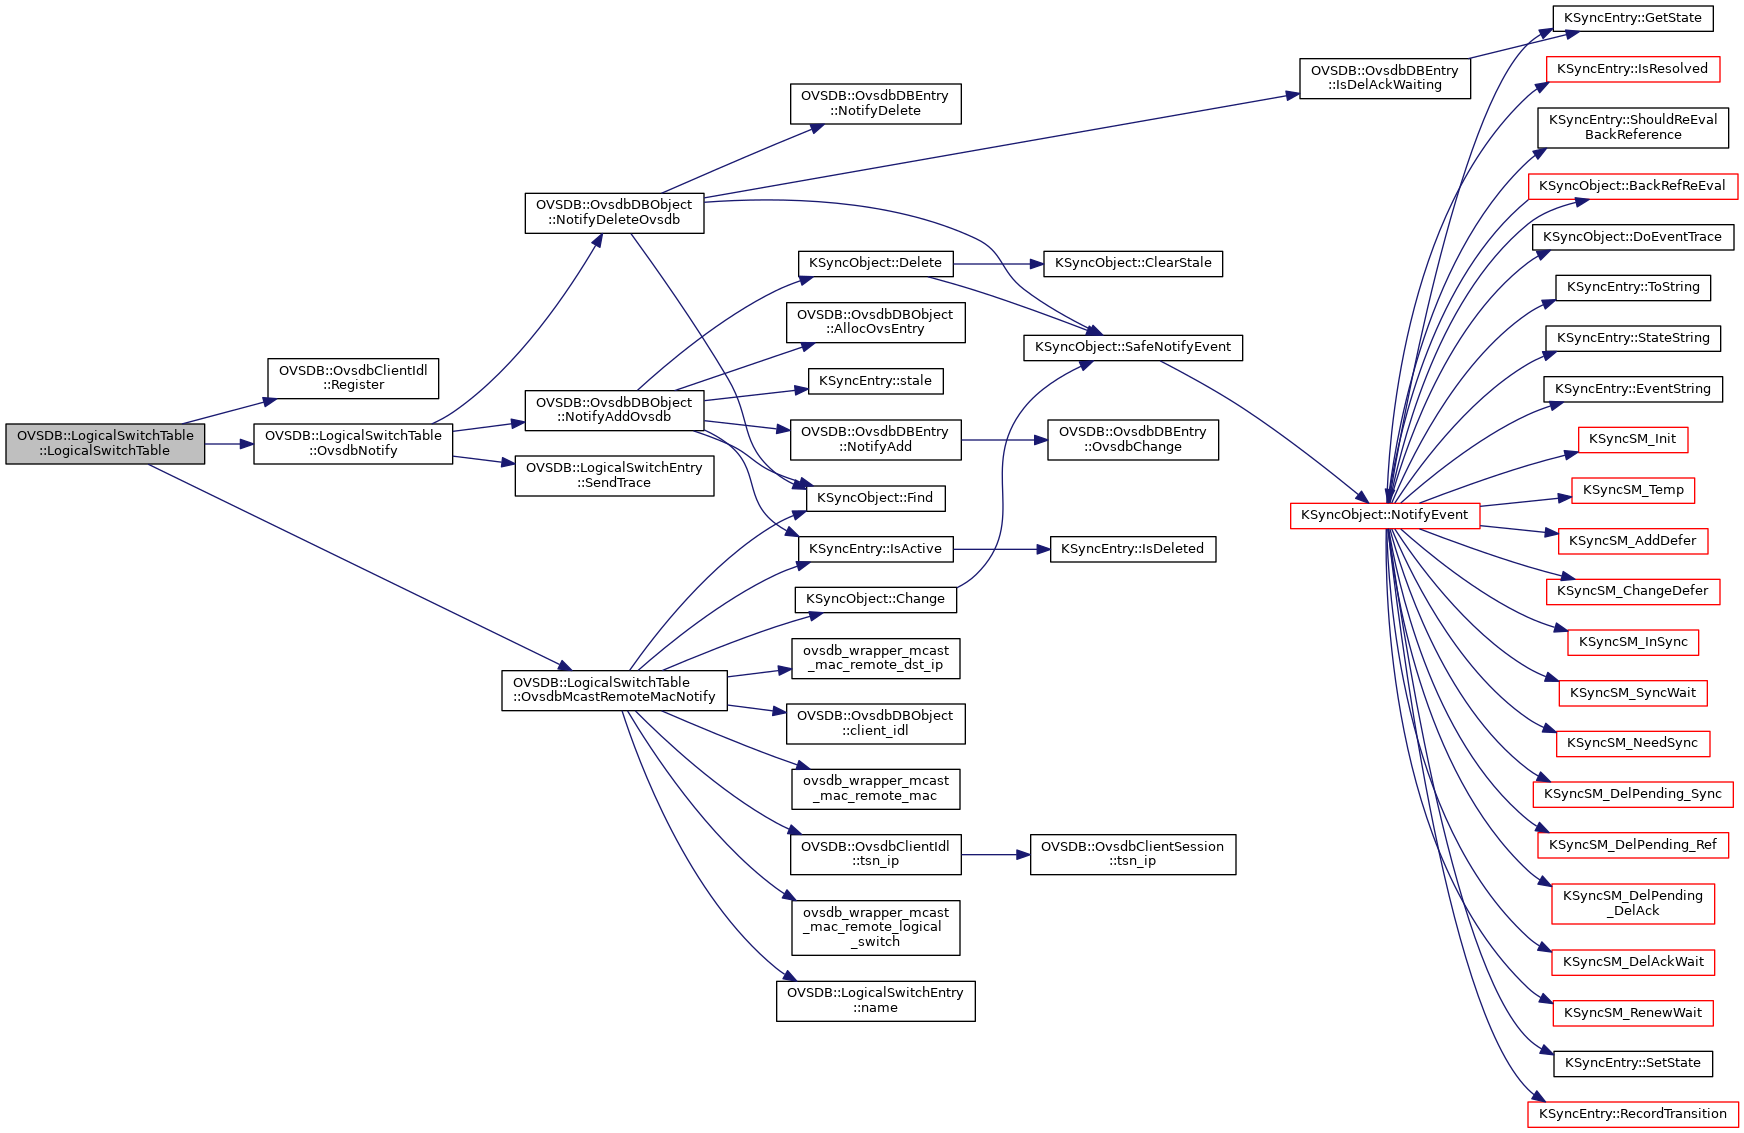 OVSDB::LogicalSwitchTable
::LogicalSwitchTable
OVSDB::OvsdbClientIdl
::Register
OVSDB::LogicalSwitchTable
::OvsdbNotify
OVSDB::OvsdbDBObject
::NotifyDeleteOvsdb
OVSDB::OvsdbDBObject
::NotifyAddOvsdb
OVSDB::LogicalSwitchEntry
::SendTrace
OVSDB::LogicalSwitchTable
::OvsdbMcastRemoteMacNotify
OVSDB::OvsdbDBEntry
::NotifyDelete
KSyncObject::Delete
OVSDB::OvsdbDBObject
::AllocOvsEntry
KSyncEntry::stale
OVSDB::OvsdbDBEntry
::NotifyAdd
KSyncObject::Find
KSyncEntry::IsActive
KSyncObject::Change
ovsdb_wrapper_mcast
_mac_remote_dst_ip
OVSDB::OvsdbDBObject
::client_idl
ovsdb_wrapper_mcast
_mac_remote_mac
OVSDB::OvsdbClientIdl
::tsn_ip
ovsdb_wrapper_mcast
_mac_remote_logical
_switch
OVSDB::LogicalSwitchEntry
::name
KSyncObject::ClearStale
KSyncObject::SafeNotifyEvent
OVSDB::OvsdbDBEntry
::OvsdbChange
KSyncEntry::IsDeleted
OVSDB::OvsdbClientSession
::tsn_ip
OVSDB::OvsdbDBEntry
::IsDelAckWaiting
KSyncObject::NotifyEvent
KSyncEntry::GetState
KSyncEntry::IsResolved
KSyncEntry::ShouldReEval
BackReference
KSyncObject::BackRefReEval
KSyncObject::DoEventTrace
KSyncEntry::ToString
KSyncEntry::StateString
KSyncEntry::EventString
KSyncSM_Init
KSyncSM_Temp
KSyncSM_AddDefer
KSyncSM_ChangeDefer
KSyncSM_InSync
KSyncSM_SyncWait
KSyncSM_NeedSync
KSyncSM_DelPending_Sync
KSyncSM_DelPending_Ref
KSyncSM_DelPending
_DelAck
KSyncSM_DelAckWait
KSyncSM_RenewWait
KSyncEntry::SetState
KSyncEntry::RecordTransition